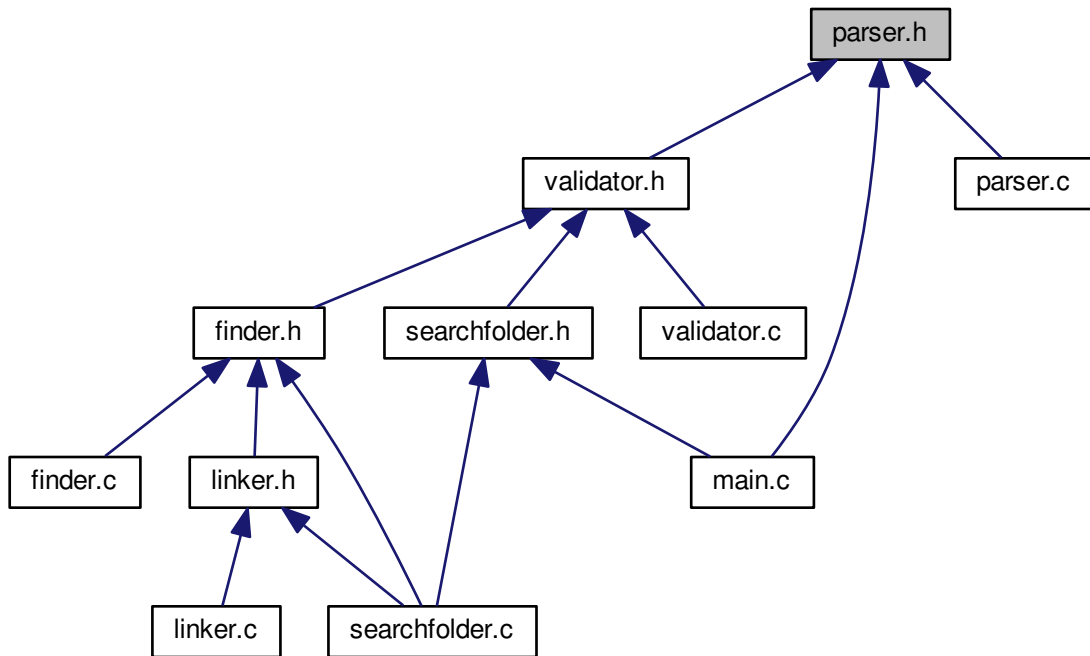 parser.h
validator.h
parser.c
finder.h
searchfolder.h
validator.c
finder.c
linker.h
main.c
linker.c
searchfolder.c